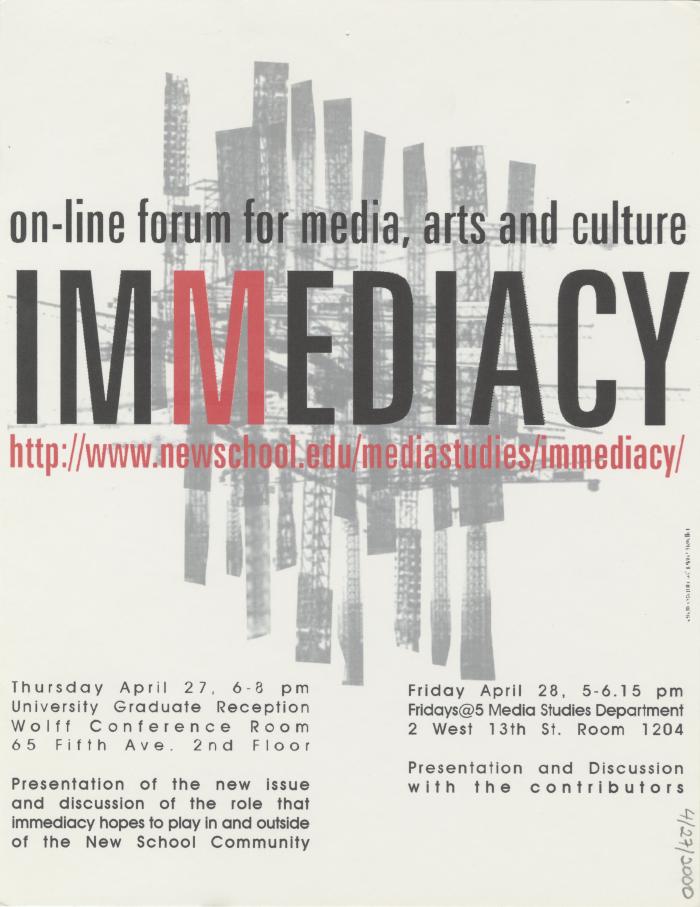 on-line forum for media, arts and culture
IMMEDIACY
http://www.newschool.edu/mediastudies/immediacy/
Thursday April 27, 6-8 pm
University Graduate Reception
Wolff Conference Room
65 Fifth Ave. 2nd Floor
Presentation of the new issue
and discussion of the role that
immediacy hopes to play in and outside
of the New School Community
Friday April 28, 5-6.15 pm
Fridays@5 Media Studies Department
2 West 13th St. Room 1204
Presentation and Discussion
with the contributors
4/27/2000